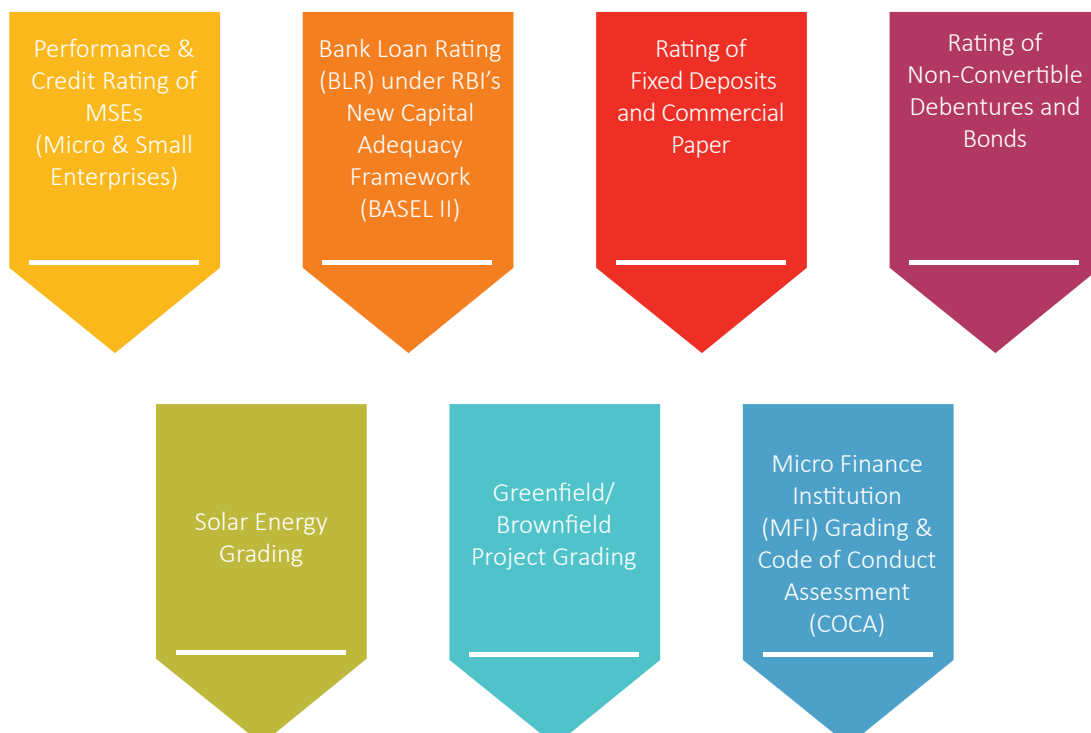 Performance &
Credit Rating of
MSEs
(Micro & Small
Enterprises)
Bank Loan Rating
(BLR) under RBI’s
New Capital
Adequacy
Framework
(BASEL II)
Rating of
Fixed Deposits
and Commercial
Paper
Rating of
Non-Convertible
Debentures and
Bonds
Solar Energy
Grading
Greenfield/
Brownfield
Project Grading
Micro Finance
Institution
(MFI) Grading &
Code of Conduct
Assessment
(COCA)